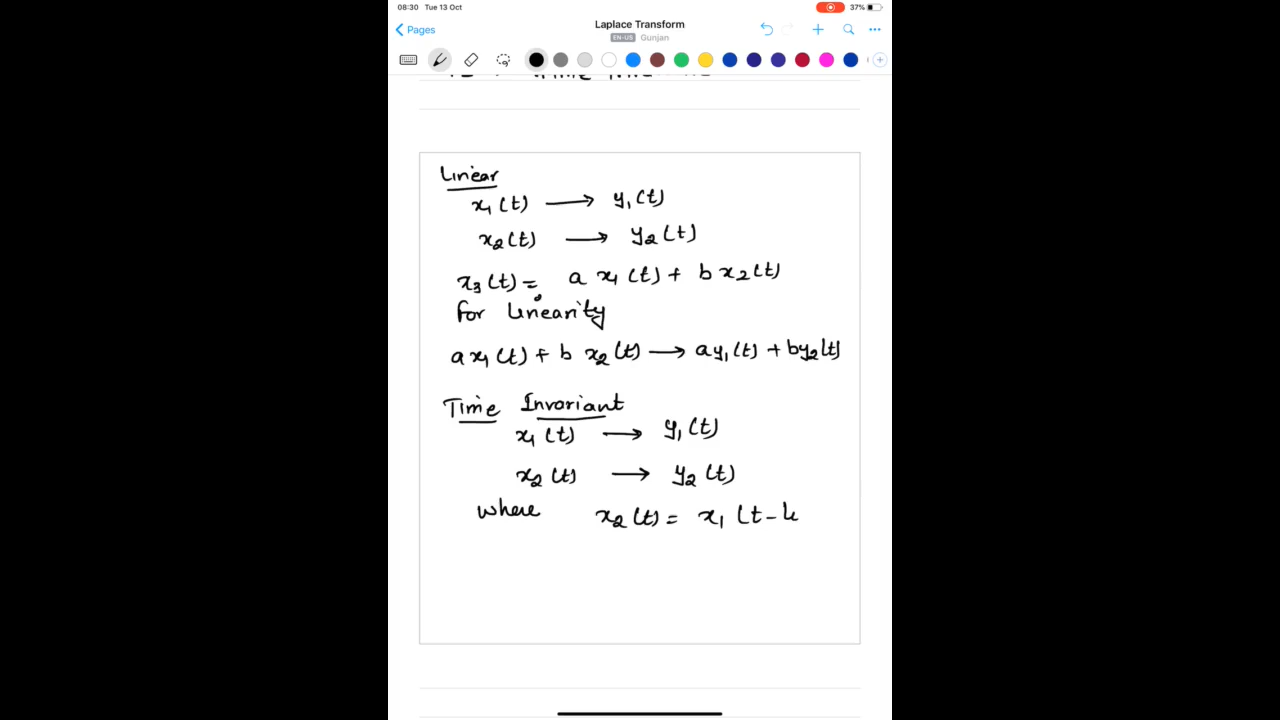 08:30 Tue 13 Oct
37%
Pages
Laplace Transform
EN-US Gunjan
Linear
x₁(t) ⟶ y₁(t)
x₂(t) ⟶ y₂(t)
x₃(t) = a x₁(t) + b x₂(t)
for linearity
a x₁(t) + b x₂(t) ⟶ a y₁(t) + b y₂(t)
Time Invariant
x₁(t) ⟶ y₁(t)
x₂(t) ⟶ y₂(t)
where x₂(t) = x₁(t-